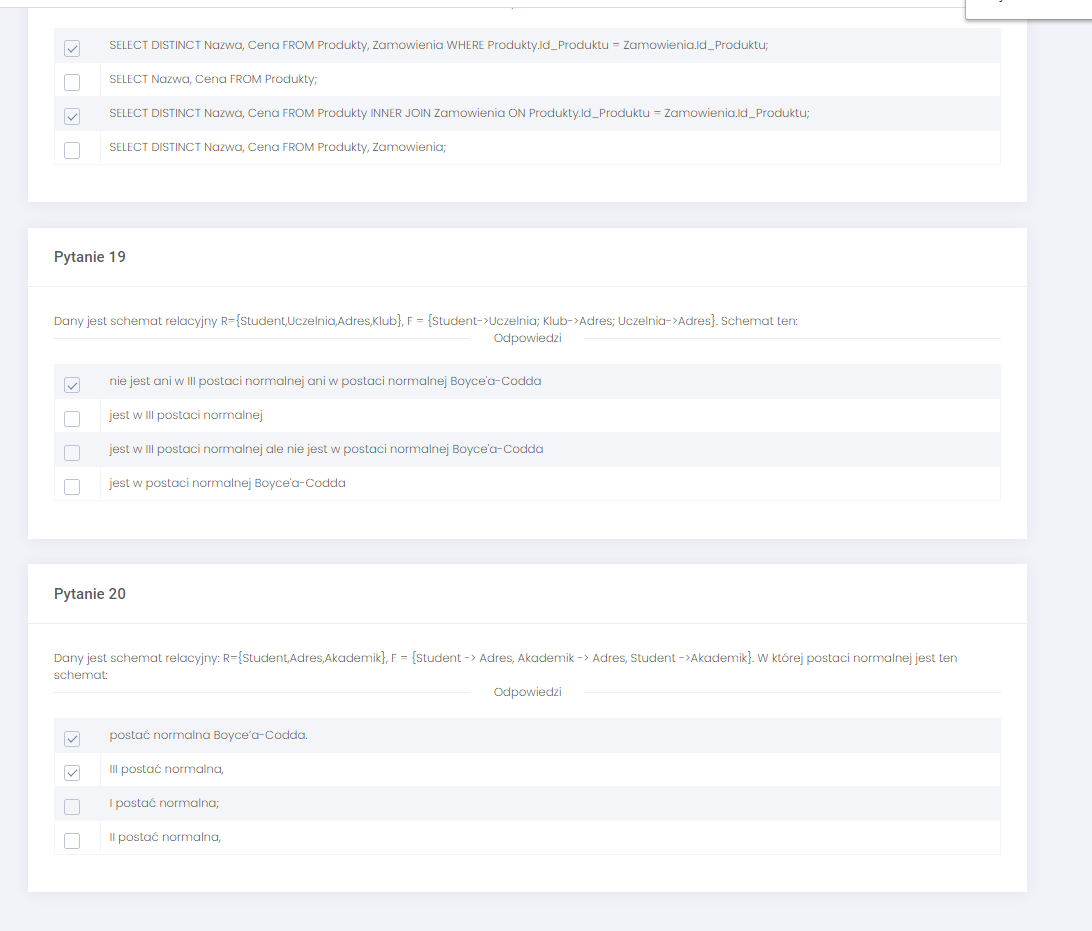 SELECT DISTINCT Nazwa, Cena FROM Produkty, Zamowienia WHERE Produkty.Id_Produktu = Zamowienia.Id_Produktu;
SELECT Nazwa, Cena FROM Produkty;
SELECT DISTINCT Nazwa, Cena FROM Produkty INNER JOIN Zamowienia ON Produkty.Id_Produktu = Zamowienia.Id_Produktu;
SELECT DISTINCT Nazwa, Cena FROM Produkty, Zamowienia;
Pytanie 19
Dany jest schemat relacyjny R={Student,Uczelnia,Adres,Klub}, F = {Student->Uczelnia; Klub->Adres; Uczelnia->Adres}. Schemat ten:
Odpowiedzi
nie jest ani w III postaci normalnej ani w postaci normalnej Boyce'a-Codda
jest w III postaci normalnej
jest w III postaci normalnej ale nie jest w postaci normalnej Boyce'a-Codda
jest w postaci normalnej Boyce'a-Codda
Pytanie 20
Dany jest schemat relacyjny: R={Student,Adres,Akademik}, F = {Student -> Adres, Akademik -> Adres, Student ->Akademik}. W której postaci normalnej jest ten
schemat:
Odpowiedzi
postać normalna Boyce’a-Codda.
III postać normalna,
I postać normalna;
II postać normalna,